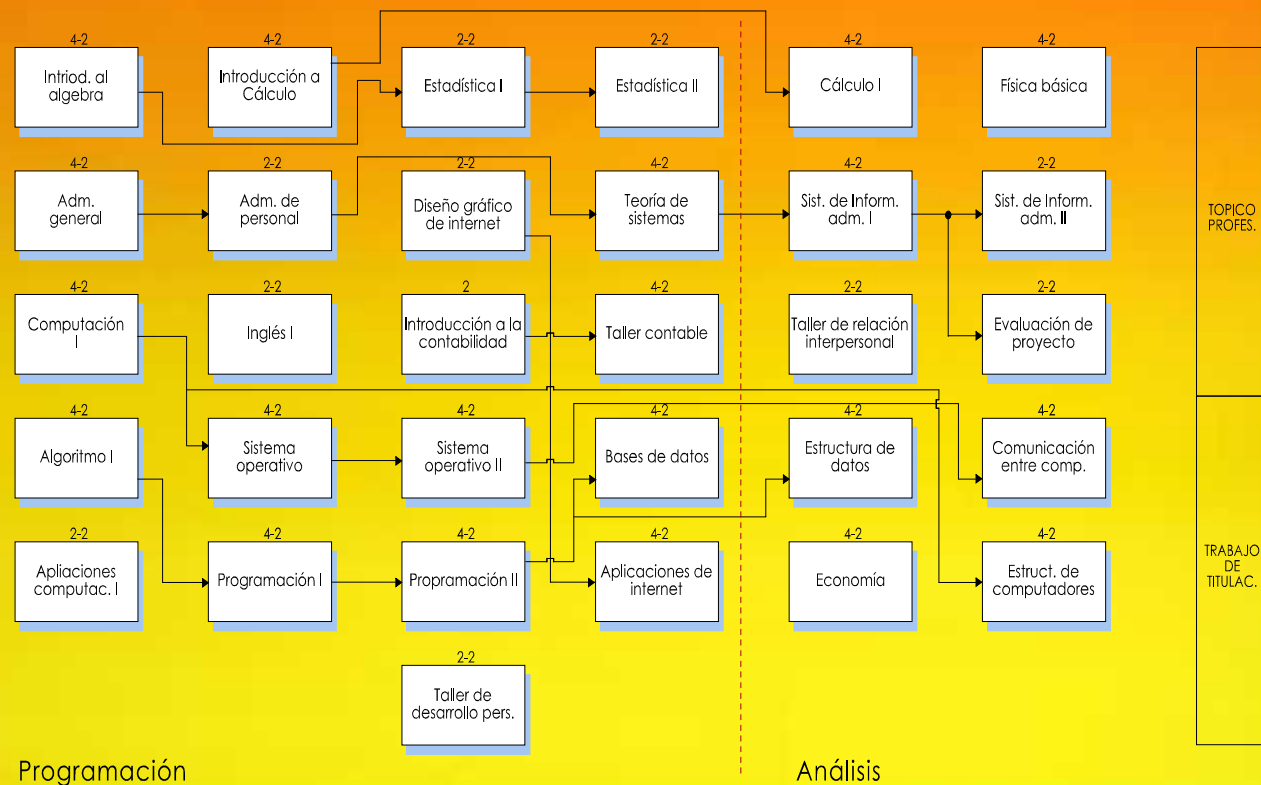 4-2
4-2
2-2
2-2
4-2
4-2
Intriod. al
algebra
Introducción a
Cálculo
Estadística I
Estadística II
Cálculo I
Física básica
4-2
2-2
2-2
4-2
4-2
2-2
Adm.
general
Adm. de
personal
Diseño gráfico
de internet
Teoría de
sistemas
Sist. de Inform.
adm. I
Sist. de Inform.
adm. II
TOPICO
PROFES.
4-2
2-2
2
4-2
2-2
2-2
Computación
I
Inglés I
Introducción a la
contabilidad
Taller contable
Taller de relación
interpersonal
Evaluación de
proyecto
4-2
4-2
4-2
4-2
4-2
4-2
Algoritmo I
Sistema
operativo
Sistema
operativo II
Bases de datos
Estructura de
datos
Comunicación
entre comp.
2-2
4-2
4-2
4-2
4-2
4-2
Apliaciones
computac. I
Programación I
Propramación II
Aplicaciones de
internet
Economía
Estruct. de
computadores
TRABAJO
DE
TITULAC.
2-2
Taller de
desarrollo pers.
Programación
Análisis